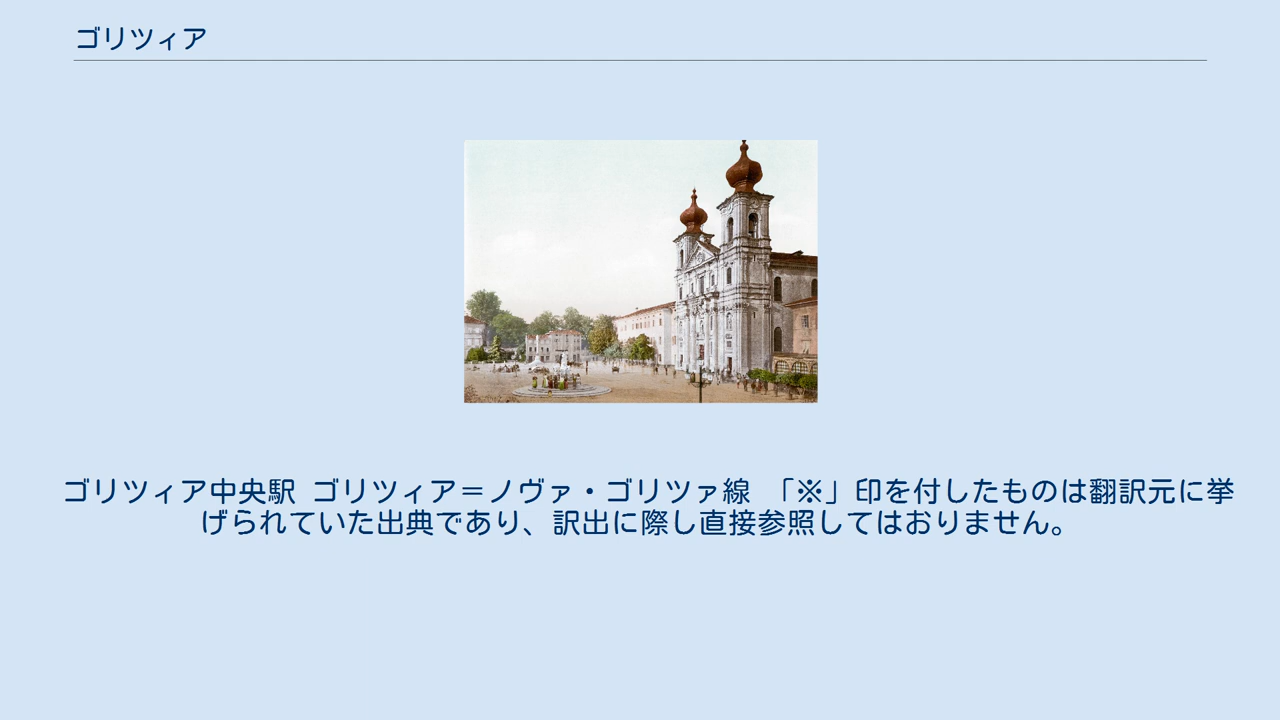 ゴリツィア
ゴリツィア中央駅 ゴリツィア＝ノヴァ・ゴリツァ線 「※」印を付したものは翻訳元に挙
げられていた出典であり、訳出に際し直接参照してはおりません。